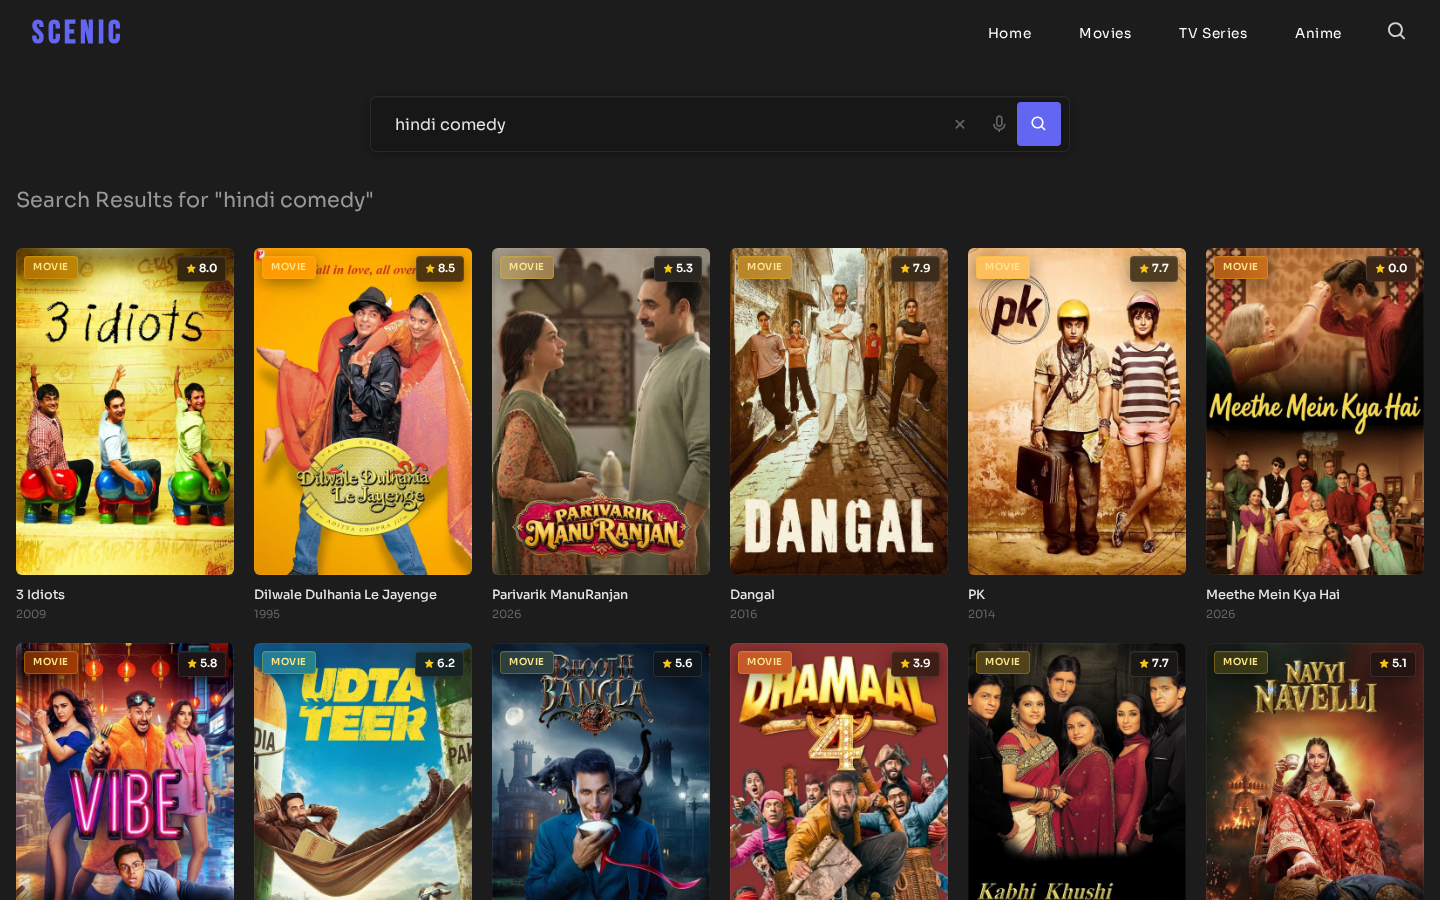 SCENIC
Home
Movies
TV Series
Anime
hindi comedy
Search Results for "hindi comedy"
MOVIE
8.0
3 idiots
MOVIE
fall in love, all over
8.5
Dilwale Dulhania
Le Jayenge
ADITYA CHOPRA
MOVIE
5.3
PARIVARIK
MANURANJAN
MOVIE
7.9
DANGAL
MOVIE
7.7
pk
MOVIE
0.0
Meethe Mein Kya Hai
3 Idiots
2009
Dilwale Dulhania Le Jayenge
1995
Parivarik ManuRanjan
2026
Dangal
2016
PK
2014
Meethe Mein Kya Hai
2026
MOVIE
5.8
VIBE
MOVIE
6.2
UDTA
TEER
MOVIE
5.6
BHOOTH
BANGLA
MOVIE
3.9
DHAMAAL
4
MOVIE
7.7
Kabhi Khushi
MOVIE
5.1
NAYYI
NAVELLI